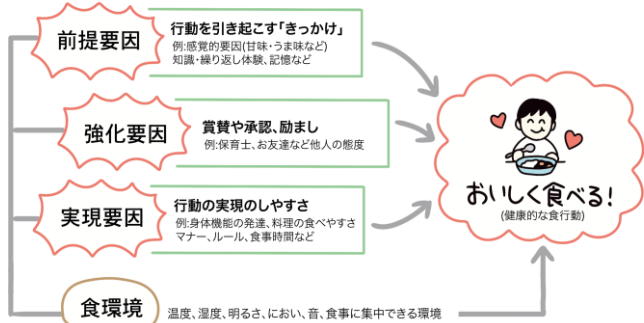 前提要因
行動を引き起こす「きっかけ」
例:感覚的要因(甘味・うま味など)
知識・繰り返し体験、記憶など
強化要因
賞賛や承認、励まし
例:保育士、お友達など他人の態度
実現要因
行動の実現のしやすさ
例:身体機能の発達、料理の食べやすさ
マナー、ルール、食事時間など
食環境
温度、湿度、明るさ、におい、音、食事に集中できる環境
おいしく食べる!
(健康的な食行動)